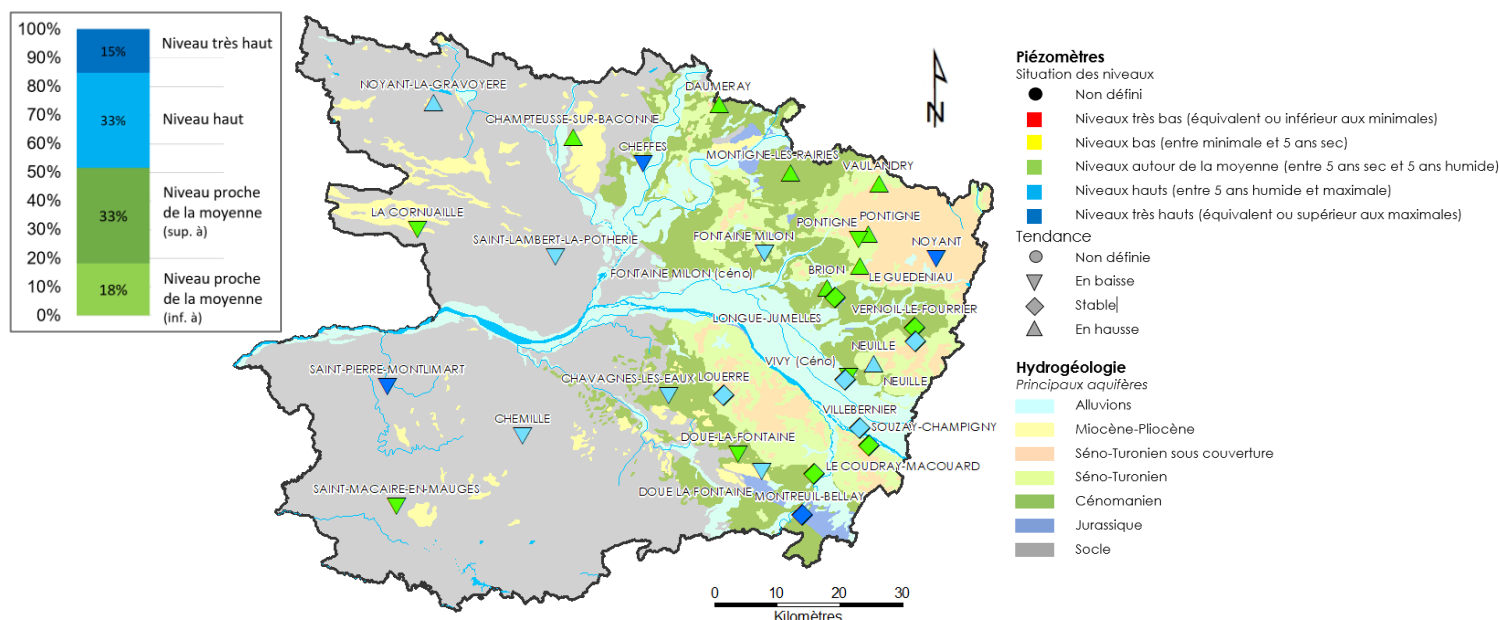 100%
90%
80%
70%
60%
50%
40%
30%
20%
10%
0%
15%
33%
33%
18%
Niveau très haut
Niveau haut
Niveau proche
de la moyenne
(sup. à)
Niveau proche
de la moyenne
(inf. à)
NOYANT-LA-GRAVOYERE
DAUMERAY
CHAMPTEUSSE-SUR-BACONNE
CHEFFES
MONTIGNE-LES-RAIRIES
VAULANDRY
LA CORNUAILLE
PONTIGNE
PONTIGNE
SAINT-LAMBERT-LA-POTHERIE
FONTAINE MILON
NOYANT
FONTAINE MILON (céno)
BRION
LE GUEDENIAU
LONGUE-JUMELLES
VERNOIL-LE-FOURRIER
NEUILLE
VIVY (Céno)
SAINT-PIERRE-MONTLIMART
CHAVAGNES-LES-EAUX
LOUERRE
NEUILLE
VILLEBERNIER
CHEMILLE
SOUZAY-CHAMPIGNY
DOUE-LA-FONTAINE
LE COUDRAY-MACOUARD
SAINT-MACAIRE-EN-MAUGES
DOUE LA FONTAINE
MONTREUIL-BELLAY
N
0 10 20 30
Kilomètres
Piézomètres
Situation des niveaux
Non défini
Niveaux très bas (équivalent ou inférieur aux minimales)
Niveaux bas (entre minimale et 5 ans sec)
Niveaux autour de la moyenne (entre 5 ans sec et 5 ans humide)
Niveaux hauts (entre 5 ans humide et maximale)
Niveaux très hauts (équivalent ou supérieur aux maximales)
Tendance
Non définie
En baisse
Stable
En hausse
Hydrogéologie
Principaux aquifères
Alluvions
Miocène-Pliocène
Séno-Turonien sous couverture
Séno-Turonien
Cénomanien
Jurassique
Socle